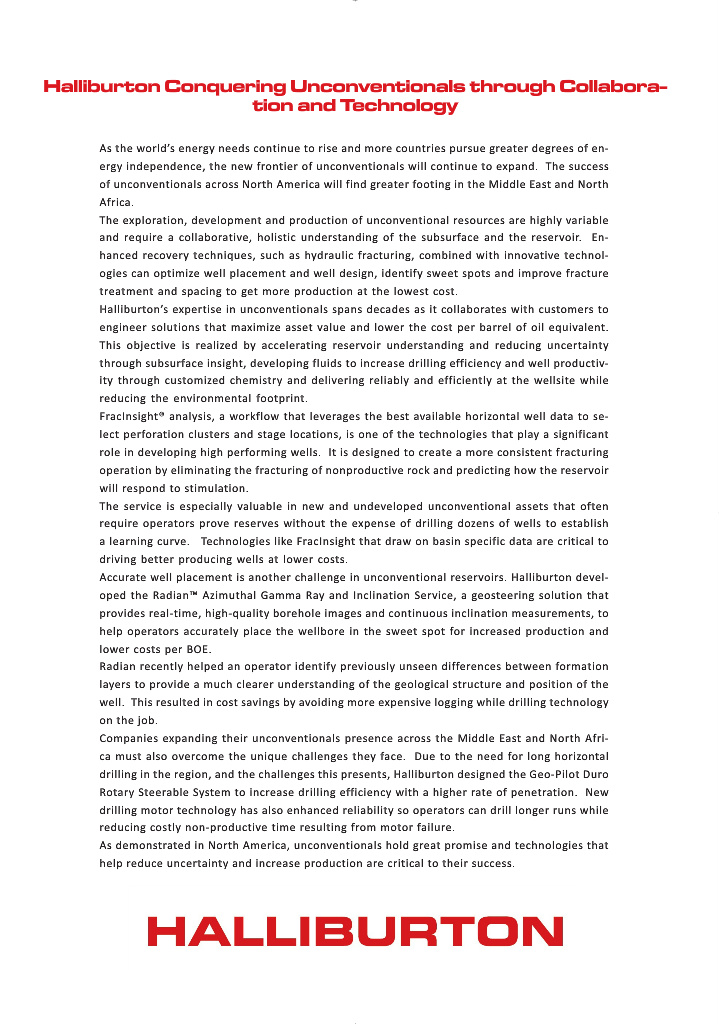 Halliburton Conquering Unconventionals through Collabora-
tion and Technology
As the world's energy needs continue to rise and more countries pursue greater degrees of en-
ergy independence, the new frontier of unconventionals will continue to expand.  The success
of unconventionals across North America will find greater footing in the Middle East and North
Africa.
The exploration, development and production of unconventional resources are highly variable
and require a collaborative, holistic understanding of the subsurface and the reservoir.  En-
hanced recovery techniques, such as hydraulic fracturing, combined with innovative technol-
ogies can optimize well placement and well design, identify sweet spots and improve fracture
treatment and spacing to get more production at the lowest cost.
Halliburton's expertise in unconventionals spans decades as it collaborates with customers to
engineer solutions that maximize asset value and lower the cost per barrel of oil equivalent.
This objective is realized by accelerating reservoir understanding and reducing uncertainty
through subsurface insight, developing fluids to increase drilling efficiency and well productiv-
ity through customized chemistry and delivering reliably and efficiently at the wellsite while
reducing the environmental footprint.
FracInsight® analysis, a workflow that leverages the best available horizontal well data to se-
lect perforation clusters and stage locations, is one of the technologies that play a significant
role in developing high performing wells.  It is designed to create a more consistent fracturing
operation by eliminating the fracturing of nonproductive rock and predicting how the reservoir
will respond to stimulation.
The service is especially valuable in new and undeveloped unconventional assets that often
require operators prove reserves without the expense of drilling dozens of wells to establish
a learning curve.   Technologies like FracInsight that draw on basin specific data are critical to
driving better producing wells at lower costs.
Accurate well placement is another challenge in unconventional reservoirs. Halliburton devel-
oped the Radian™ Azimuthal Gamma Ray and Inclination Service, a geosteering solution that
provides real-time, high-quality borehole images and continuous inclination measurements, to
help operators accurately place the wellbore in the sweet spot for increased production and
lower costs per BOE.
Radian recently helped an operator identify previously unseen differences between formation
layers to provide a much clearer understanding of the geological structure and position of the
well.  This resulted in cost savings by avoiding more expensive logging while drilling technology
on the job.
Companies expanding their unconventionals presence across the Middle East and North Afri-
ca must also overcome the unique challenges they face.  Due to the need for long horizontal
drilling in the region, and the challenges this presents, Halliburton designed the Geo-Pilot Duro
Rotary Steerable System to increase drilling efficiency with a higher rate of penetration.  New
drilling motor technology has also enhanced reliability so operators can drill longer runs while
reducing costly non-productive time resulting from motor failure.
As demonstrated in North America, unconventionals hold great promise and technologies that
help reduce uncertainty and increase production are critical to their success.
HALLIBURTON